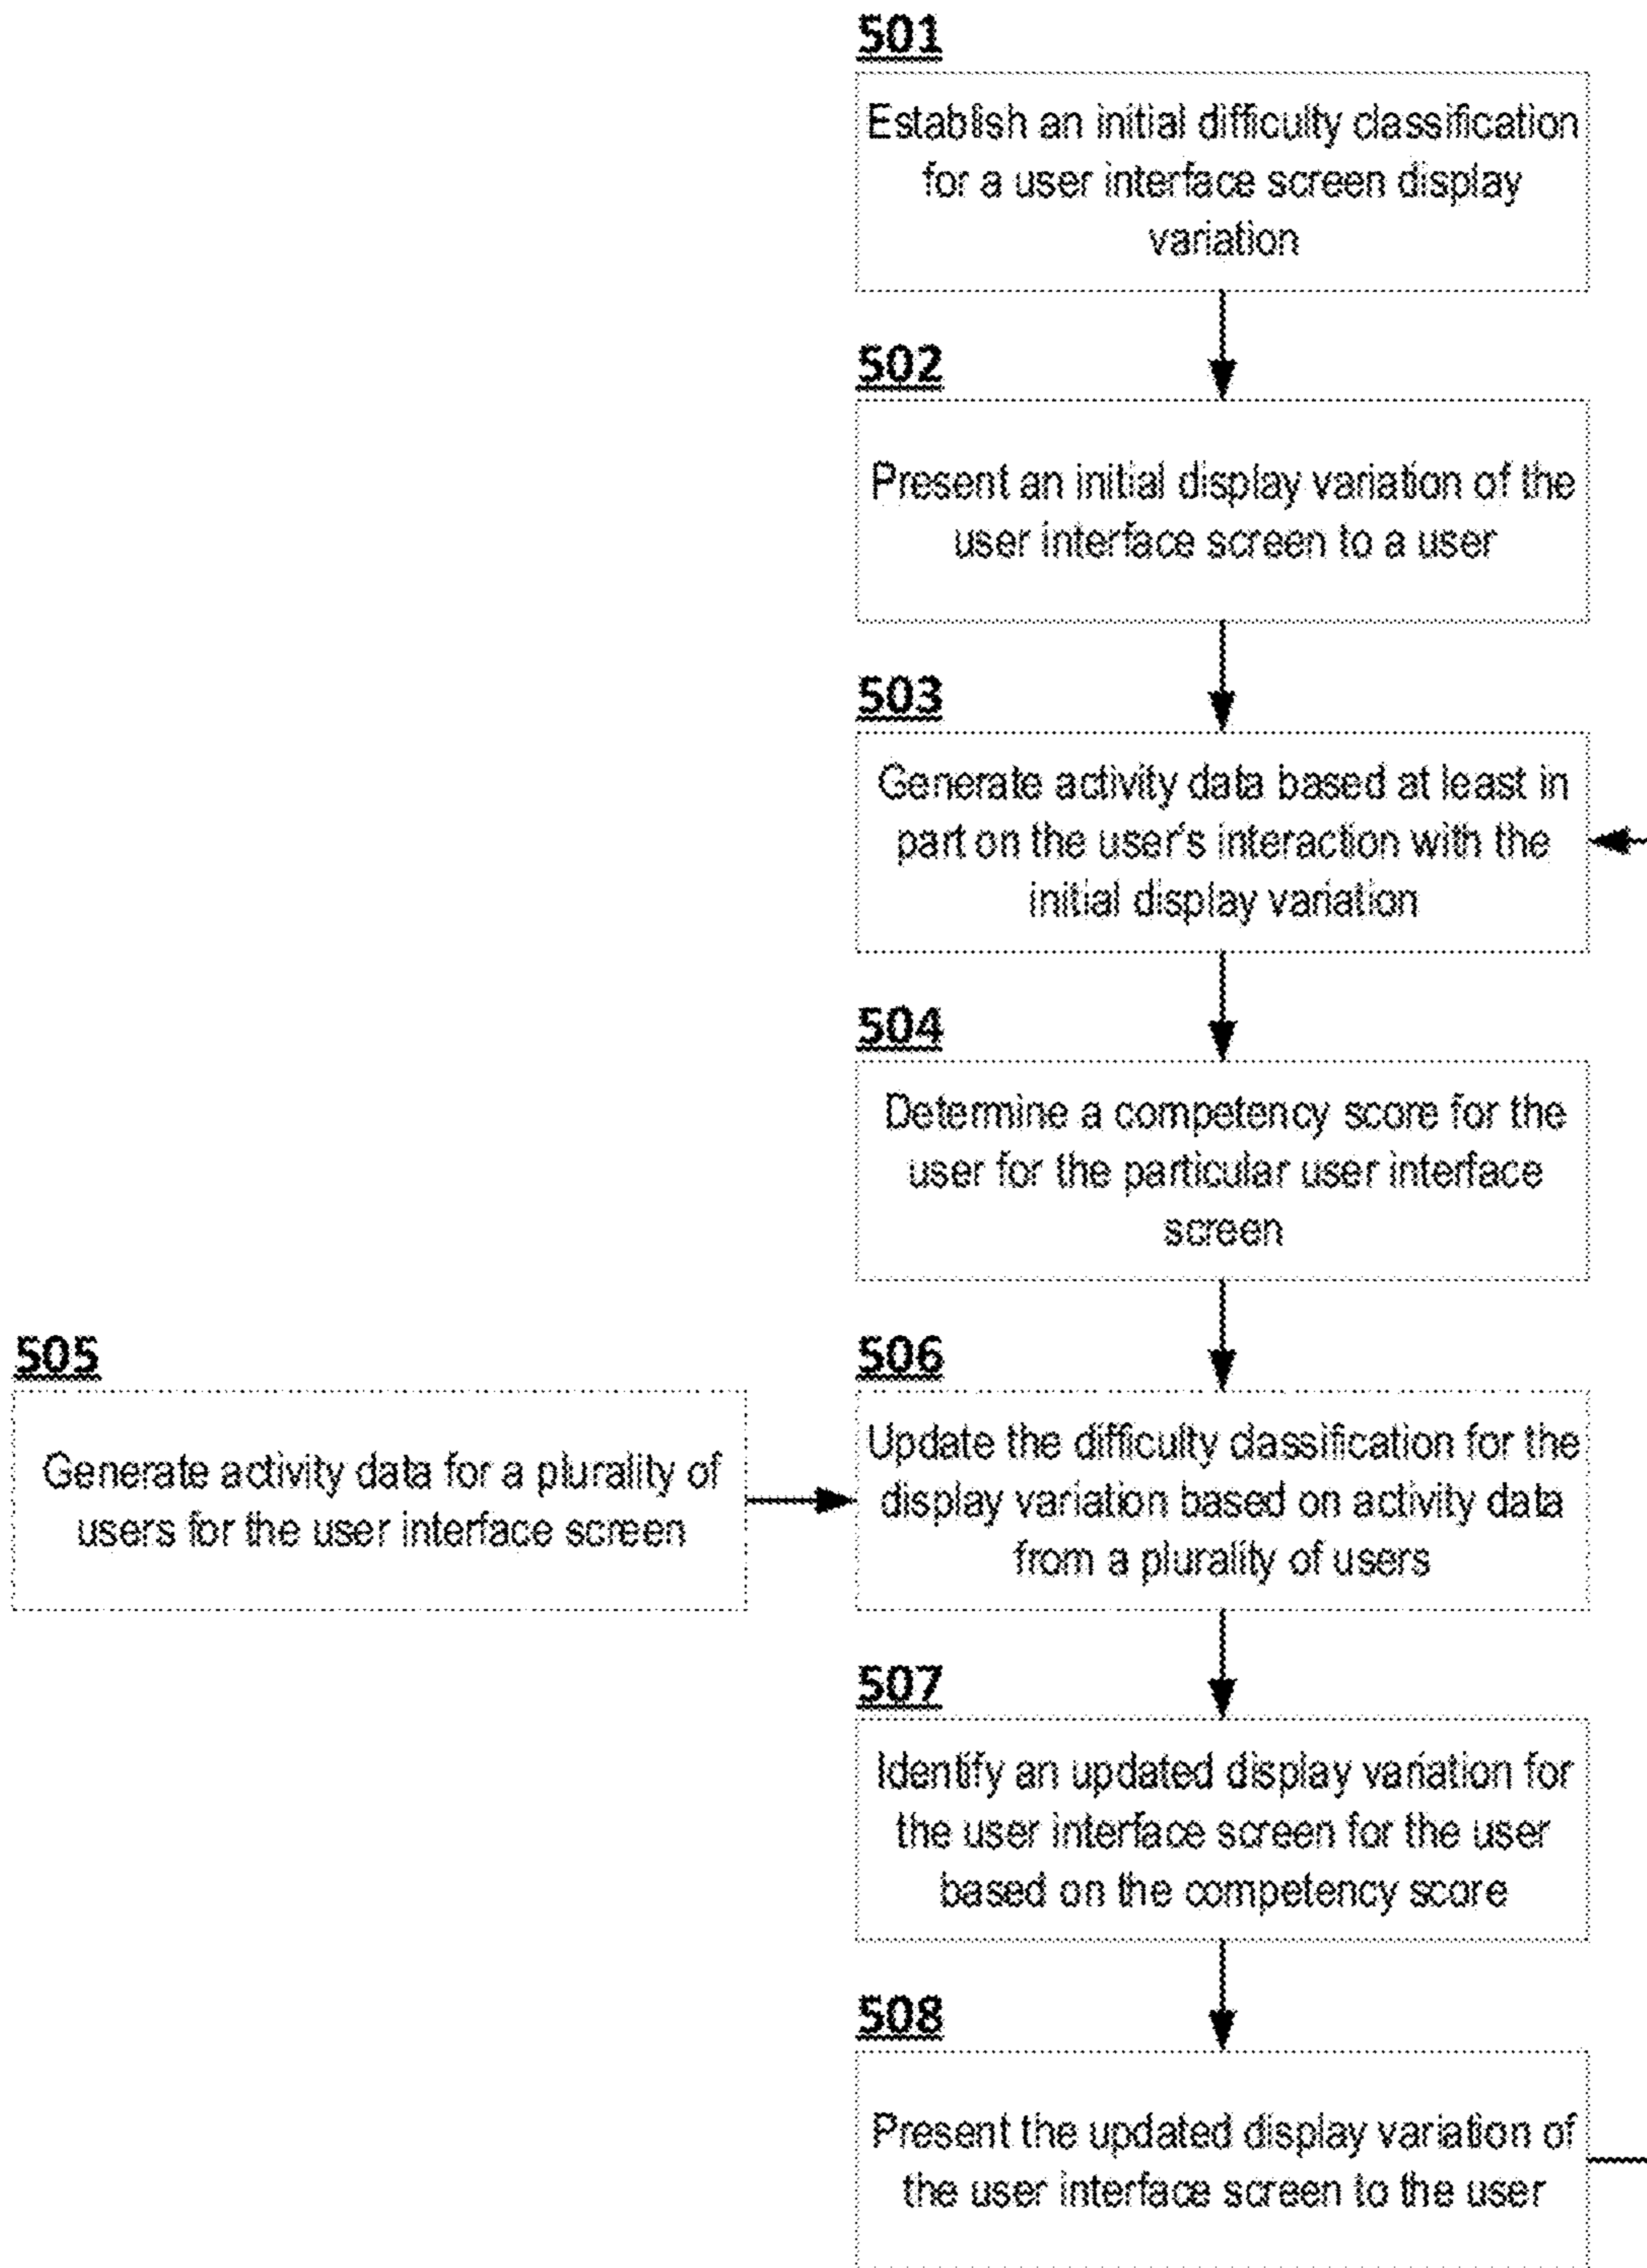 501
Establish an initial difficulty classification
for a user interface screen display
variation
502
Present an initial display variation of the
user interface screen to a user
503
Generate activity data based at least in
part on the user's interaction with the
initial display variation
504
Determine a competency score for the
user for the particular user interface
screen
505
Generate activity data for a plurality of
users for the user interface screen
506
Update the difficulty classification for the
display variation based on activity data
from a plurality of users
507
Identify an updated display variation for
the user interface screen for the user
based on the competency score
508
Present the updated display variation of
the user interface screen to the user